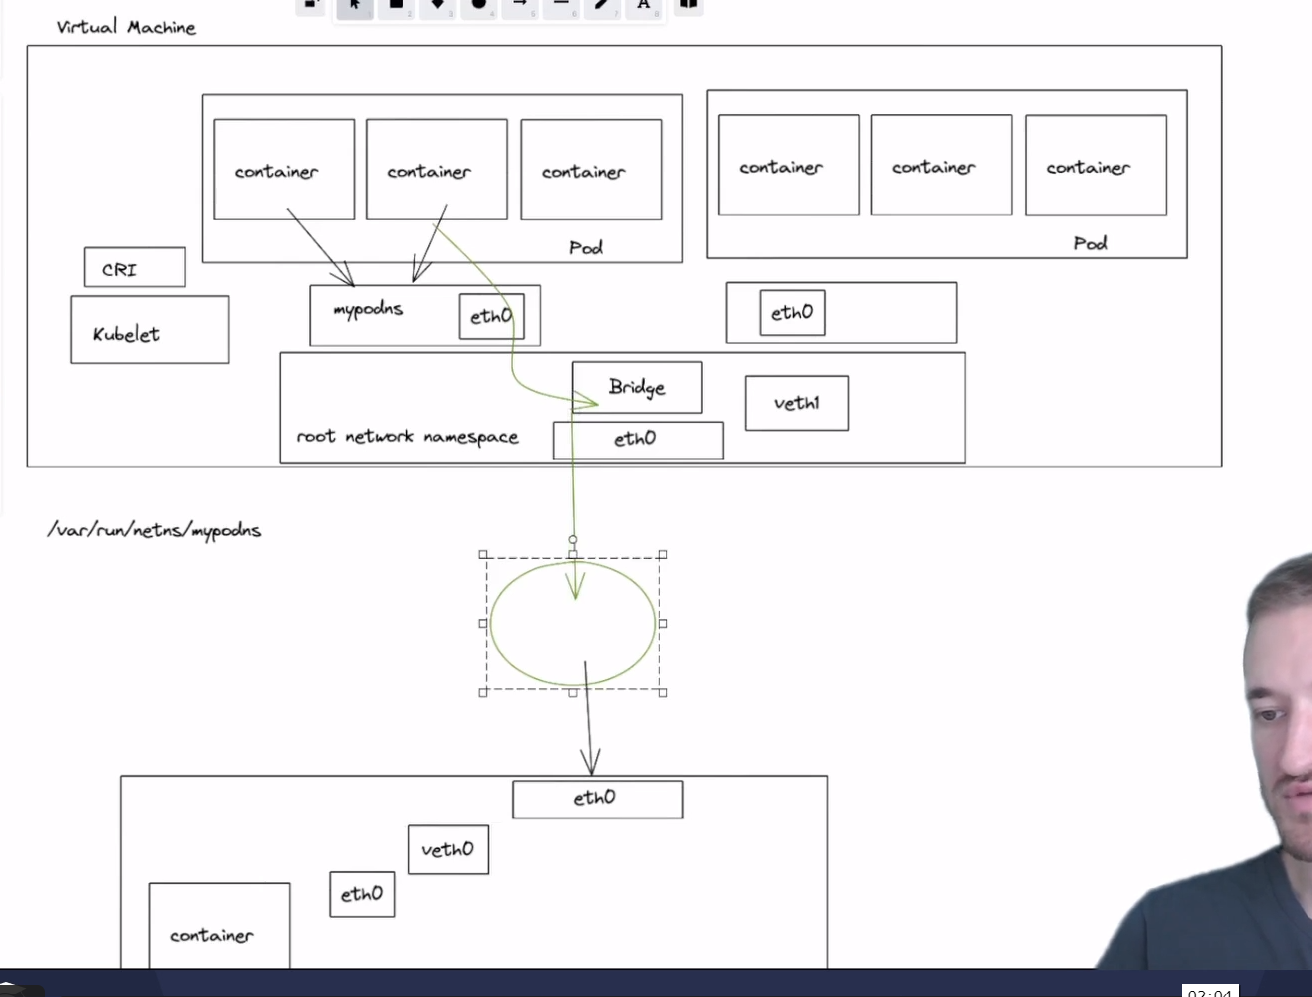 Virtual Machine
container
container
container
Pod
container
container
container
Pod
CRI
Kubelet
mypodns
eth0
eth0
Bridge
veth1
root network namespace
eth0
/var/run/netns/mypodns
eth0
veth0
eth0
container